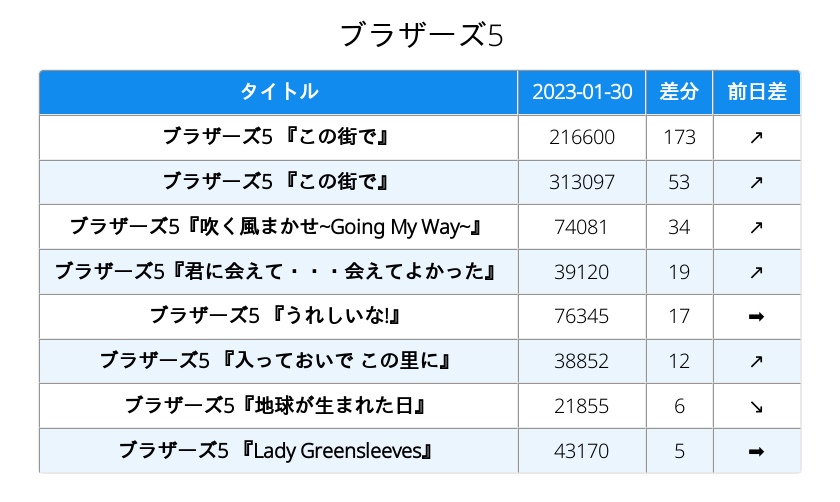 ブラザーズ5
タイトル 2023-01-30 差分 前日差
ブラザーズ5 『この街で』 216600 173 ↗
ブラザーズ5 『この街で』 313097 53 ↗
ブラザーズ5『吹く風まかせ~Going My Way~』 74081 34 ↗
ブラザーズ5『君に会えて・・・会えてよかった』 39120 19 ↗
ブラザーズ5 『うれしいな!』 76345 17 ➡
ブラザーズ5 『入っておいで この里に』 38852 12 ↗
ブラザーズ5『地球が生まれた日』 21855 6 ↘
ブラザーズ5 『Lady Greensleeves』 43170 5 ➡